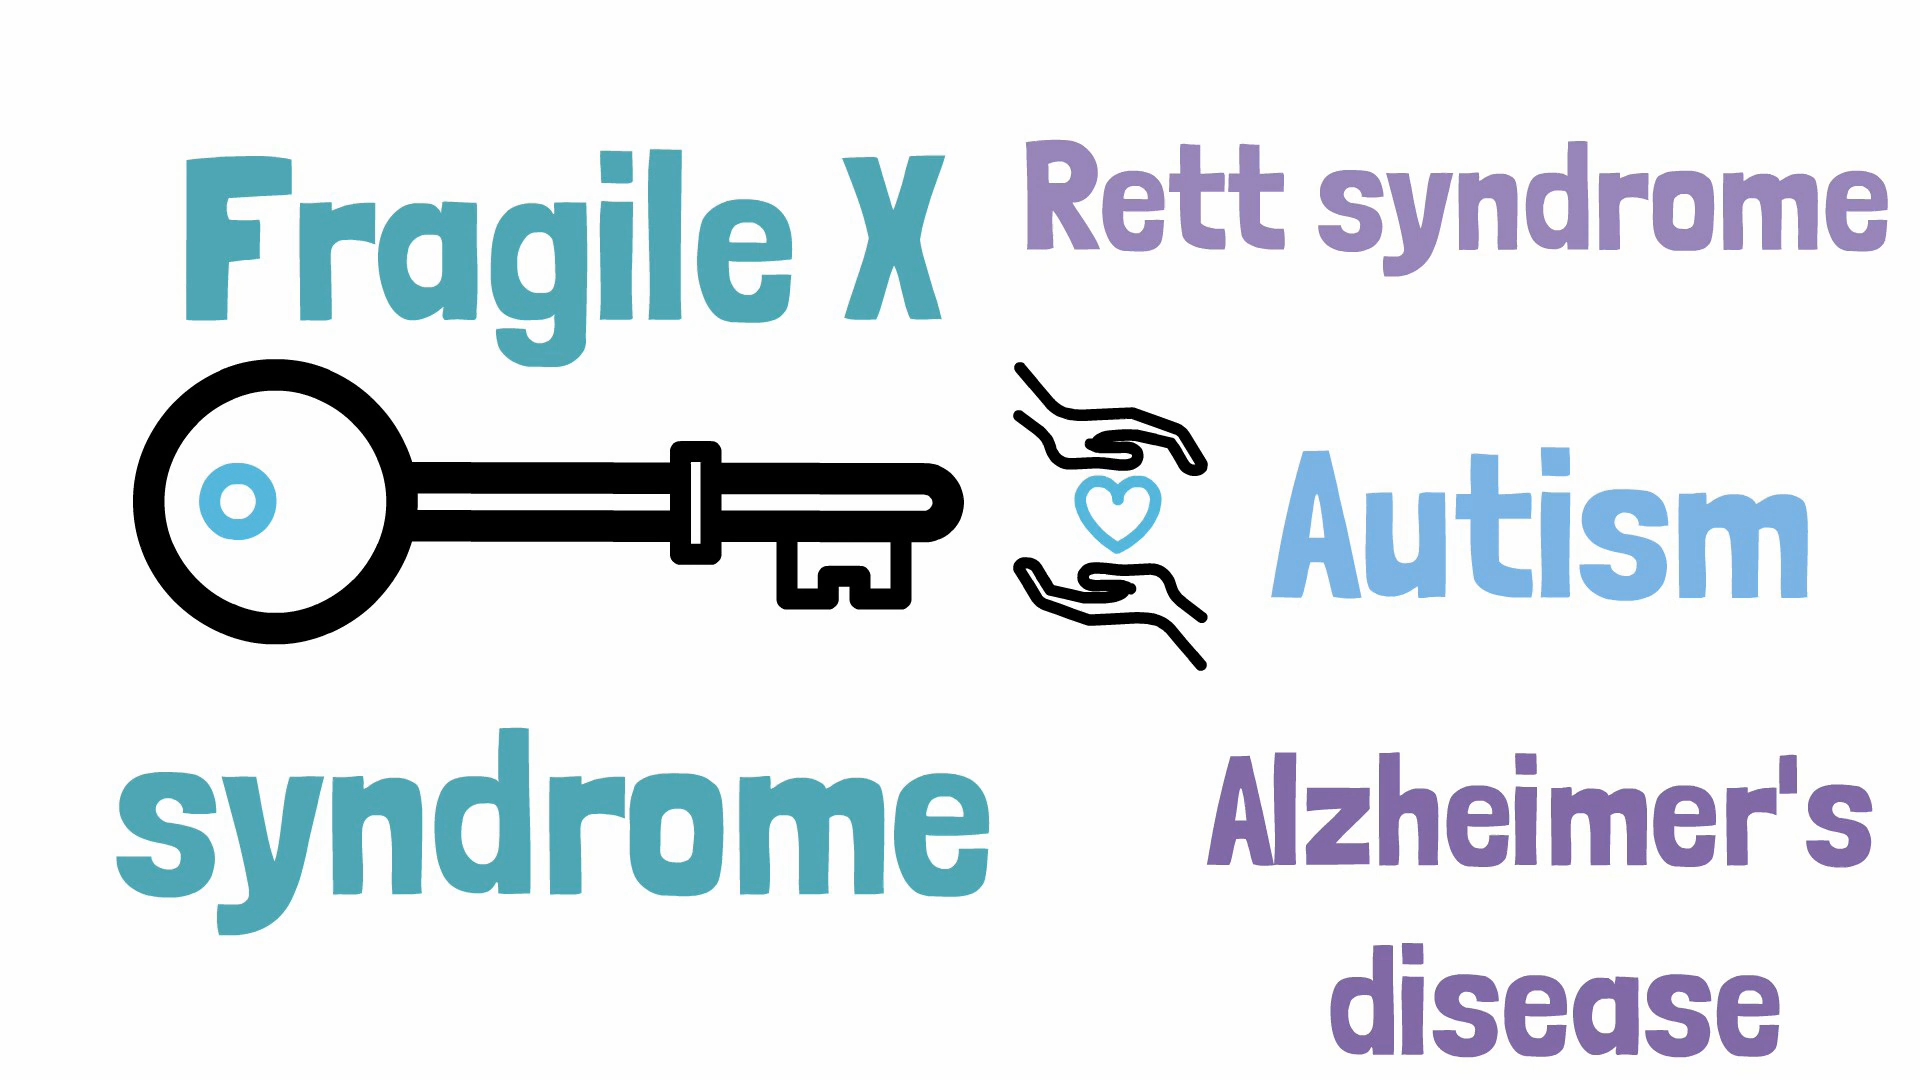 Fragile X
syndrome
Rett syndrome
Autism
Alzheimer's
disease